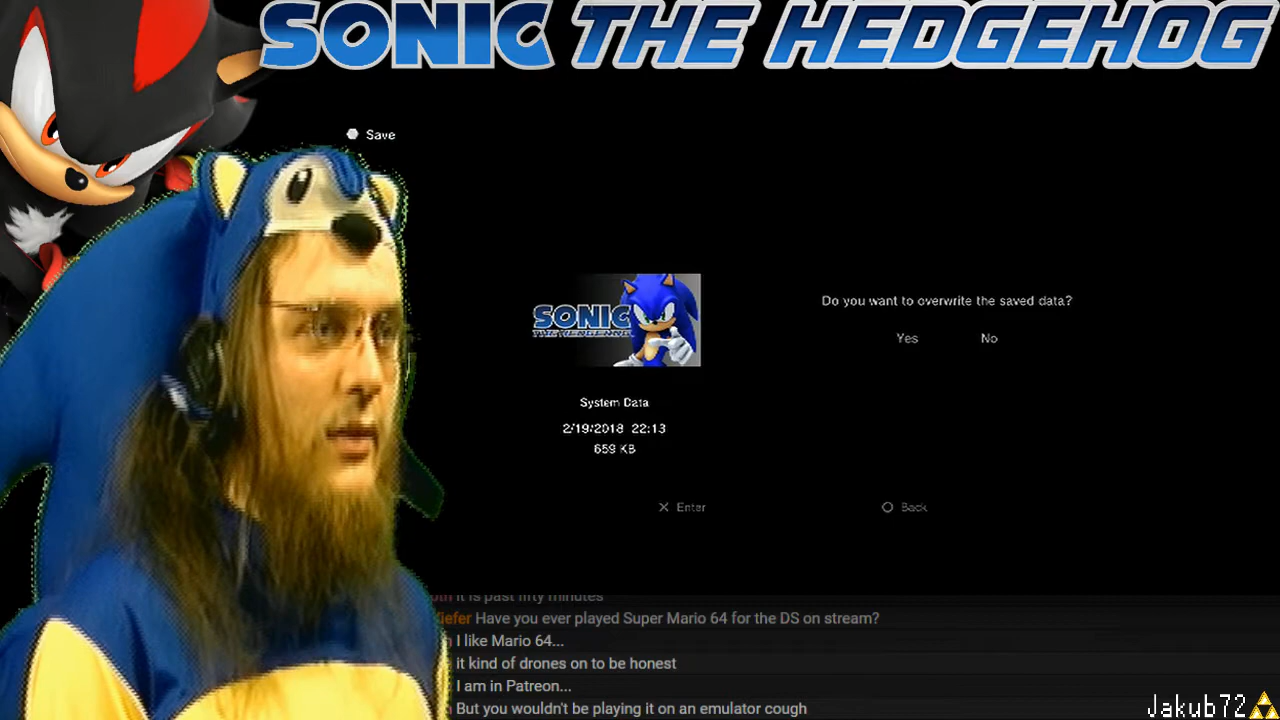 SONIC THE HEDGEHOG
Save
SONIC
THE HEDGEHOG
Do you want to overwrite the saved data?
Yes No
System Data
2/19/2018 22:13
659 KB
Enter Back
it is past fifty minutes
Have you ever played Super Mario 64 for the DS on stream?
I like Mario 64...
it kind of drones on to be honest
I am in Patreon...
But you wouldn't be playing it on an emulator cough
Jakub72